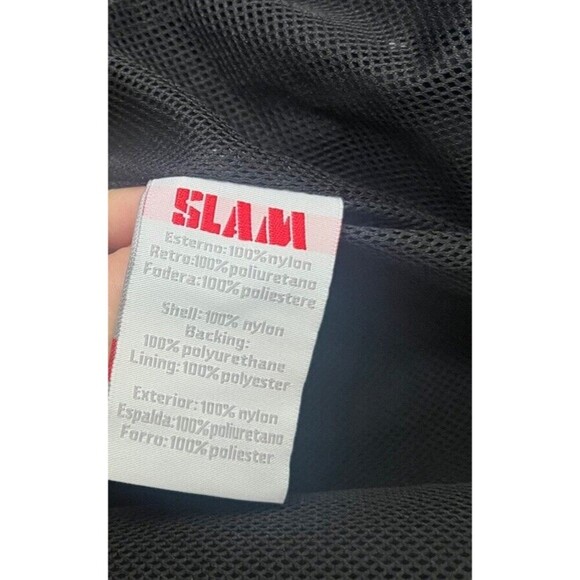 SLAM
Esterno:100%nylon
Retro:100%poliuretano
Fodera:100%poliestere
Shell:100% nylon
Backing:
100% polyurethane
Lining:100%polyester
Exterior:100%nylon
Espalda:100%poliuretano
Forro:100%poliester